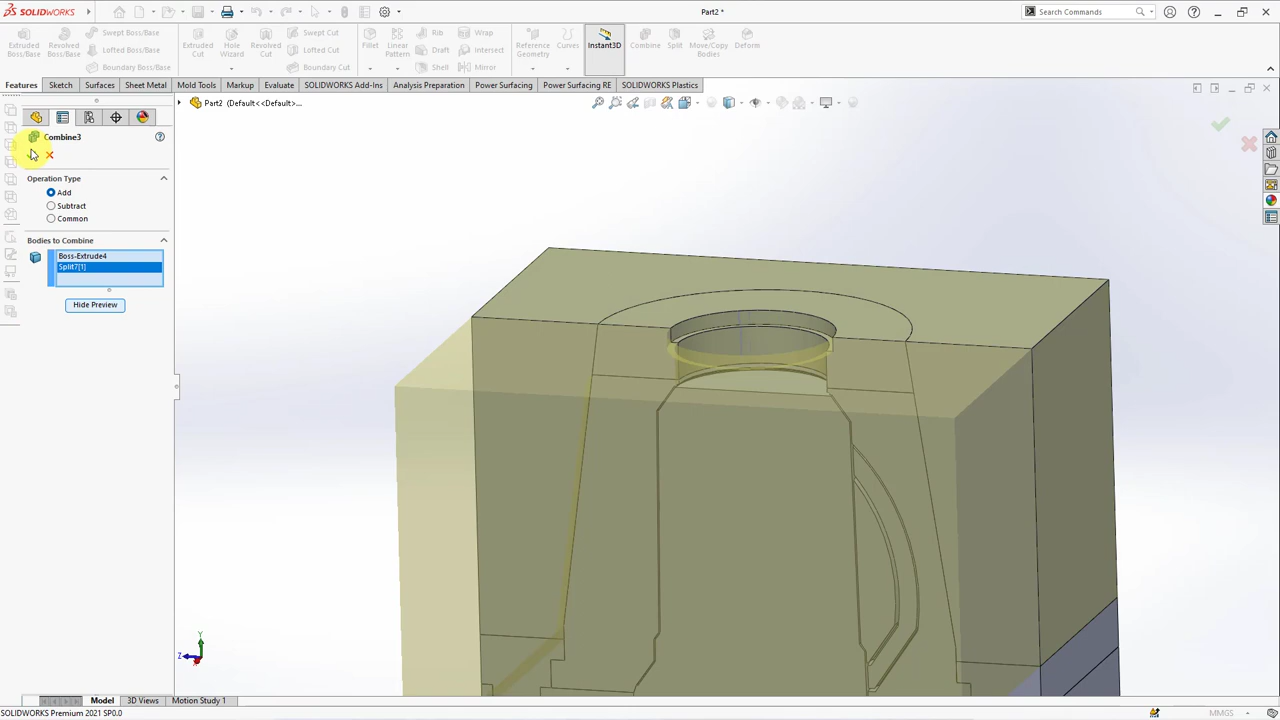 SOLIDWORKS
Part2 *
Search Commands
Extruded Boss/Base
Revolved Boss/Base
Swept Boss/Base
Lofted Boss/Base
Boundary Boss/Base
Extruded Cut
Hole Wizard
Revolved Cut
Swept Cut
Lofted Cut
Boundary Cut
Fillet
Linear Pattern
Rib
Draft
Shell
Wrap
Intersect
Mirror
Reference Geometry
Curves
Instant3D
Combine
Split
Move/Copy Bodies
Deform
Features
Sketch
Surfaces
Sheet Metal
Mold Tools
Markup
Evaluate
SOLIDWORKS Add-Ins
Analysis Preparation
Power Surfacing
Power Surfacing RE
SOLIDWORKS Plastics
Part2 (Default<<Default>...
Combine3
Operation Type
Add
Subtract
Common
Bodies to Combine
Boss-Extrude4
Split7[1]
Hide Preview
Y
Z
Model
3D Views
Motion Study 1
SOLIDWORKS Premium 2021 SP0.0
MMGS